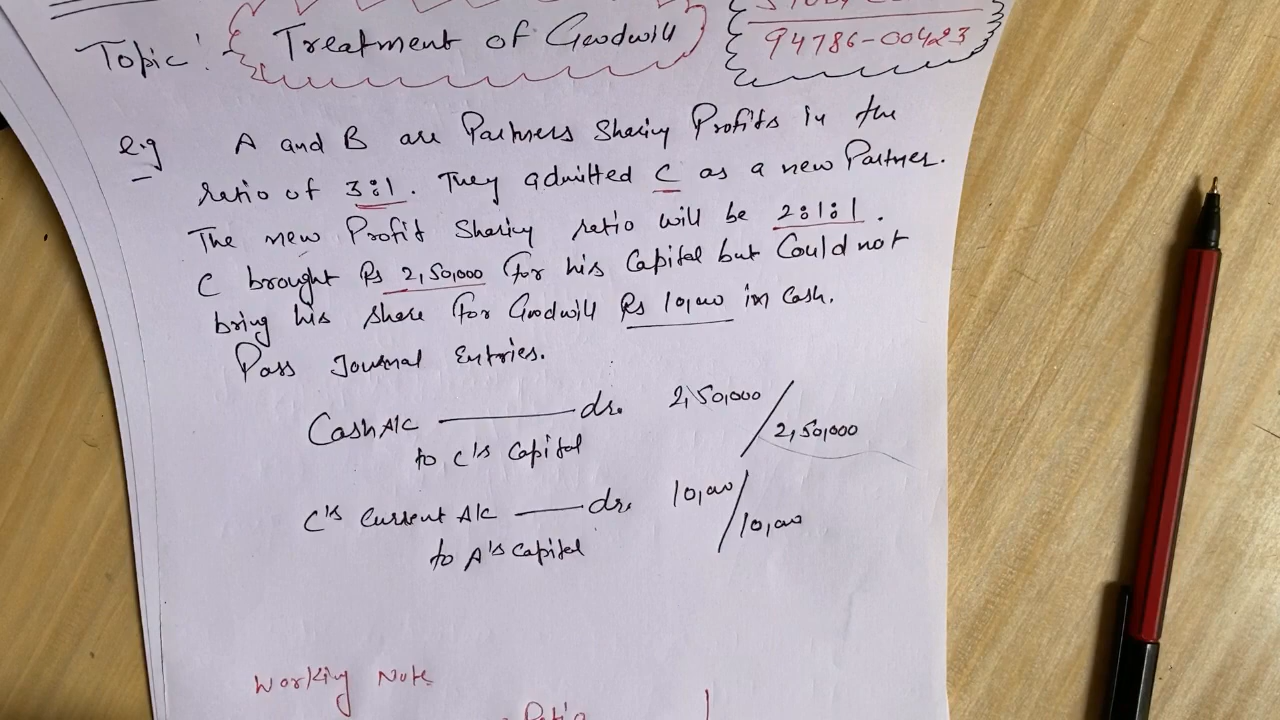 Topic:- Treatment of Goodwill
94786-00423
e.g A and B are Partners Sharing Profits in the
ratio of 3:1. They admitted C as a new Partner.
The new Profit Sharing ratio will be 2:1:1.
C brought Rs 2,50,000 for his Capital but Could not
bring his share for Goodwill Rs 10,000 in Cash.
Pass Journal Entries.
Cash A/c ——— dr. 2,50,000
to C's Capital 2,50,000
C's Current A/c ——— dr. 10,000
to A's Capital 10,000
Working Note
Ratio